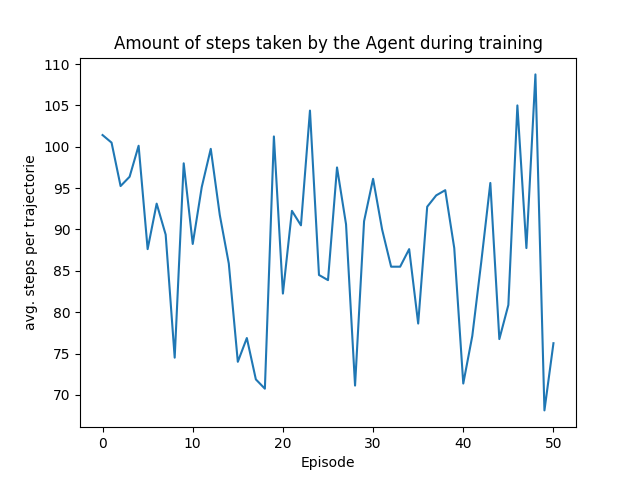 Amount of steps taken by the Agent during training
110
105
100
95
90
85
80
75
70
avg. steps per trajectorie
0 10 20 30 40 50
Episode